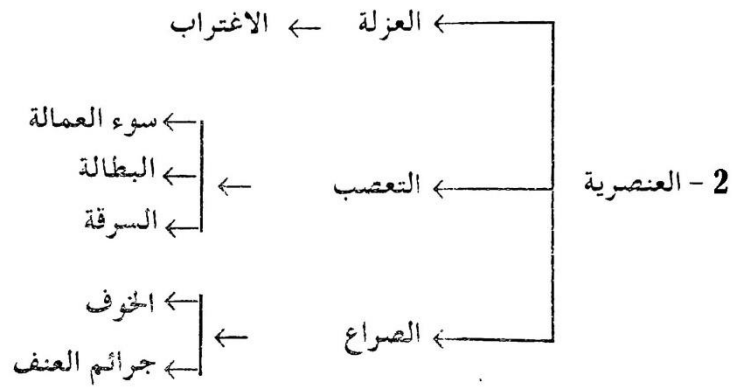 العزلة ← الاغتراب
سوء العمالة
2 - العنصرية
التعصب ←
البطالة
السرقة
الخوف
الصراع ←
جرائم العنف